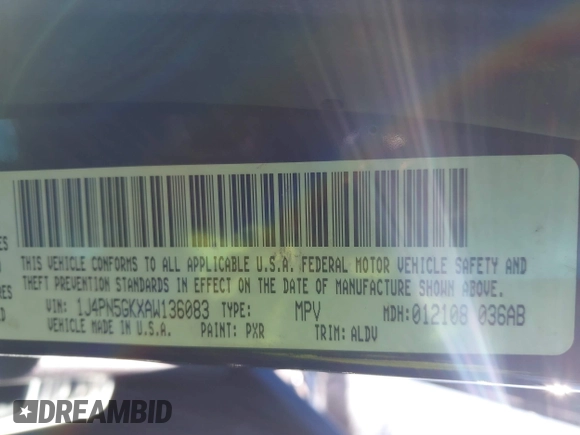 THIS VEHICLE CONFORMS TO ALL APPLICABLE U.S.A. FEDERAL MOTOR VEHICLE SAFETY AND
THEFT PREVENTION STANDARDS IN EFFECT ON THE DATE OF MANUFACTURE SHOWN ABOVE.
VIN: 1J4PN5GKXAW136083 TYPE: MPV MDH:012108 036AB
VEHICLE MADE IN U.S.A. PAINT: PXR TRIM: ALDV
DREAMBID